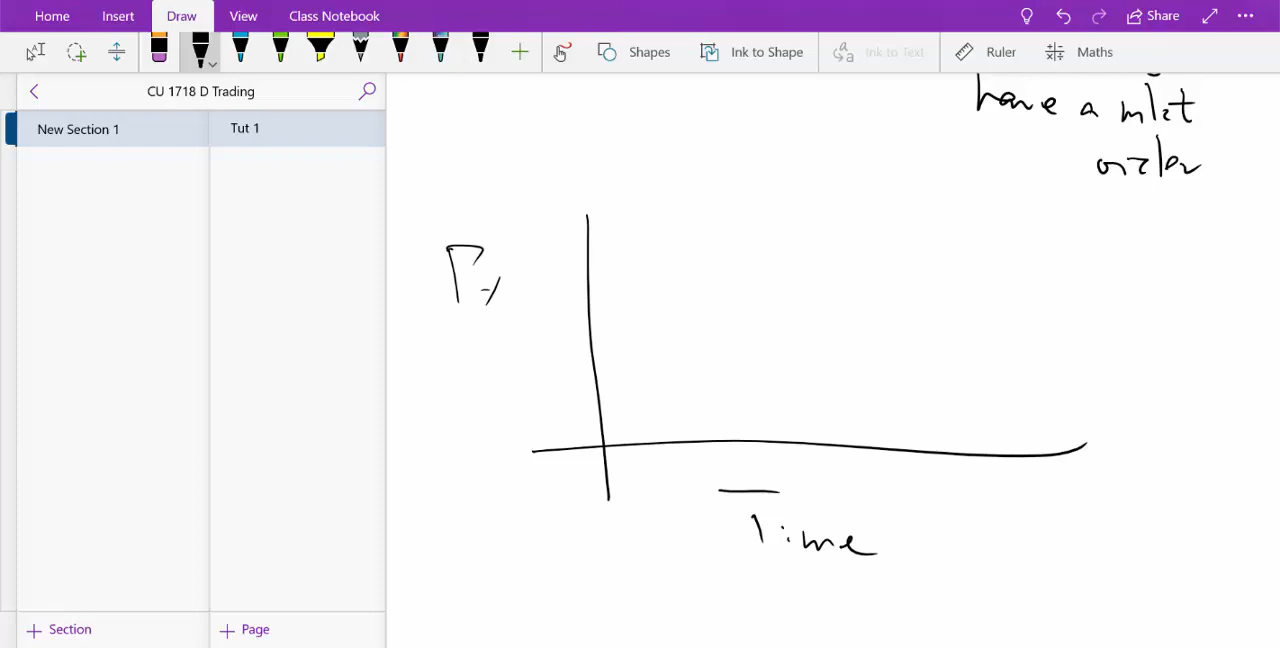 Home Insert Draw View Class Notebook Share
Shapes Ink to Shape Ink to Text Ruler Maths
CU 1718 D Trading
New Section 1 Tut 1
have a mkt
order
Time
Section Page